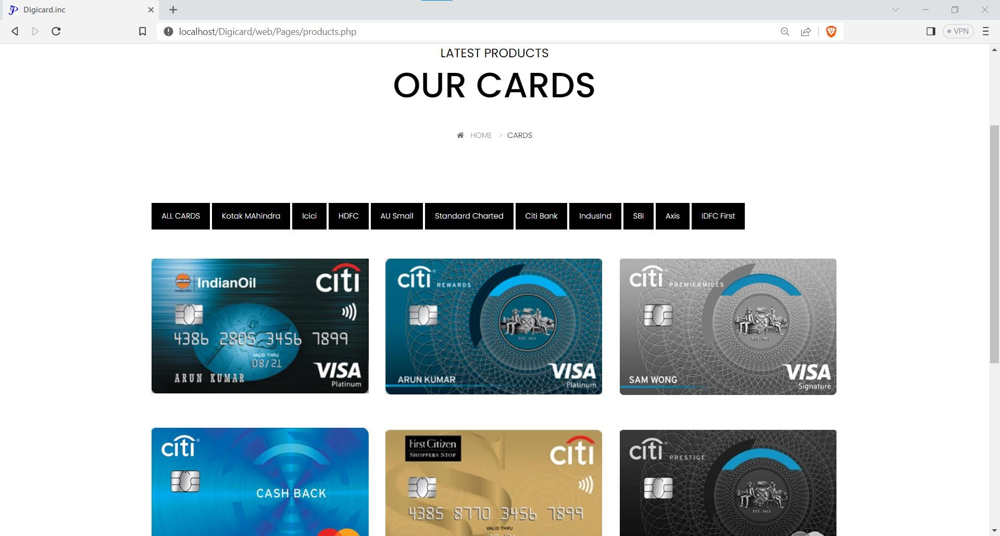 Digicard.inc
localhost/Digicard/web/Pages/products.php
VPN
LATEST PRODUCTS
OUR CARDS
HOME > CARDS
ALL CARDS Kotak MAhindra Icici HDFC AU Small Standard Charted Citi Bank IndusInd SBI Axis IDFC First
IndianOil citi
4386 2805 3456 7899
VALID THRU
08/21
ARUN KUMAR
VISA
Platinum
citi REWARDS
EST. 1812
ARUN KUMAR
VISA
Platinum
citi PREMIERMILES
EST. 1812
SAM WONG
VISA
Signature
citi
CASH BACK
First Citizen
SHOPPERS STOP
citi
4385 8770 3456 7899
VALID THRU
citi PRESTIGE
EST. 1812